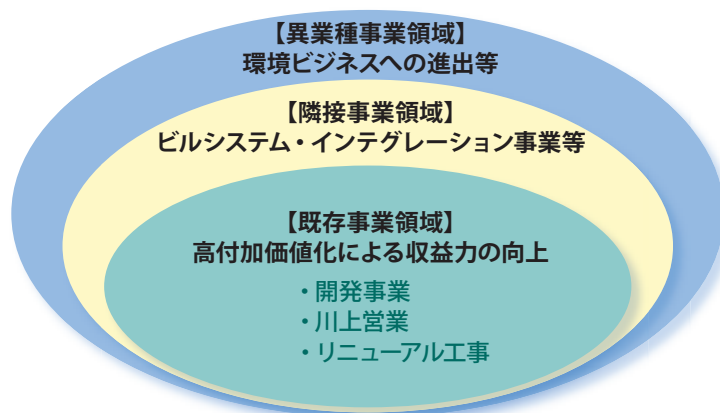 【異業種事業領域】
環境ビジネスへの進出等
【隣接事業領域】
ビルシステム・インテグレーション事業等
【既存事業領域】
高付加価値化による収益力の向上
・開発事業
・川上営業
・リニューアル工事